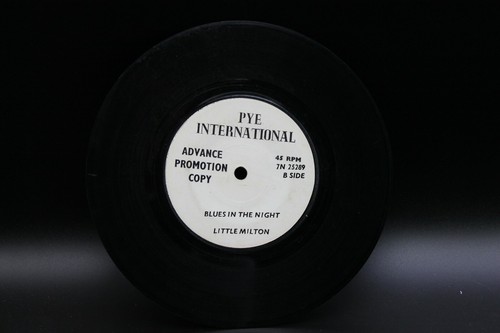 PYE
INTERNATIONAL
ADVANCE
PROMOTION
COPY
45 RPM
7N 25289
B SIDE
BLUES IN THE NIGHT
LITTLE MILTON